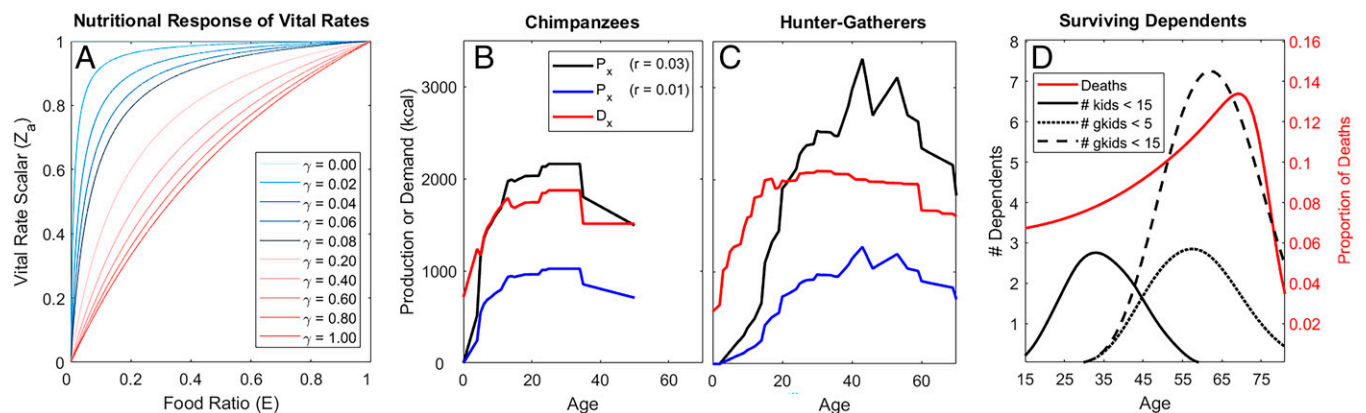 Nutritional Response of Vital Rates
A
Vital Rate Scalar (Z_a)
1
0.8
0.6
0.4
0.2
0
0 0.2 0.4 0.6 0.8 1
Food Ratio (E)
γ = 0.00
γ = 0.02
γ = 0.04
γ = 0.06
γ = 0.08
γ = 0.20
γ = 0.40
γ = 0.60
γ = 0.80
γ = 1.00
Chimpanzees
B
Production or Demand (kcal)
3000
2000
1000
0
0 20 40 60
Age
P_x (r = 0.03)
P_x (r = 0.01)
D_x
Hunter-Gatherers
C
0 20 40 60
Age
Surviving Dependents
D
# Dependents
8
7
6
5
4
3
2
1
15 25 35 45 55 65 75
Age
Deaths
# kids < 15
# gkids < 5
# gkids < 15
0.16
0.14
0.12
0.1
0.08
0.06
0.04
0.02
Proportion of Deaths